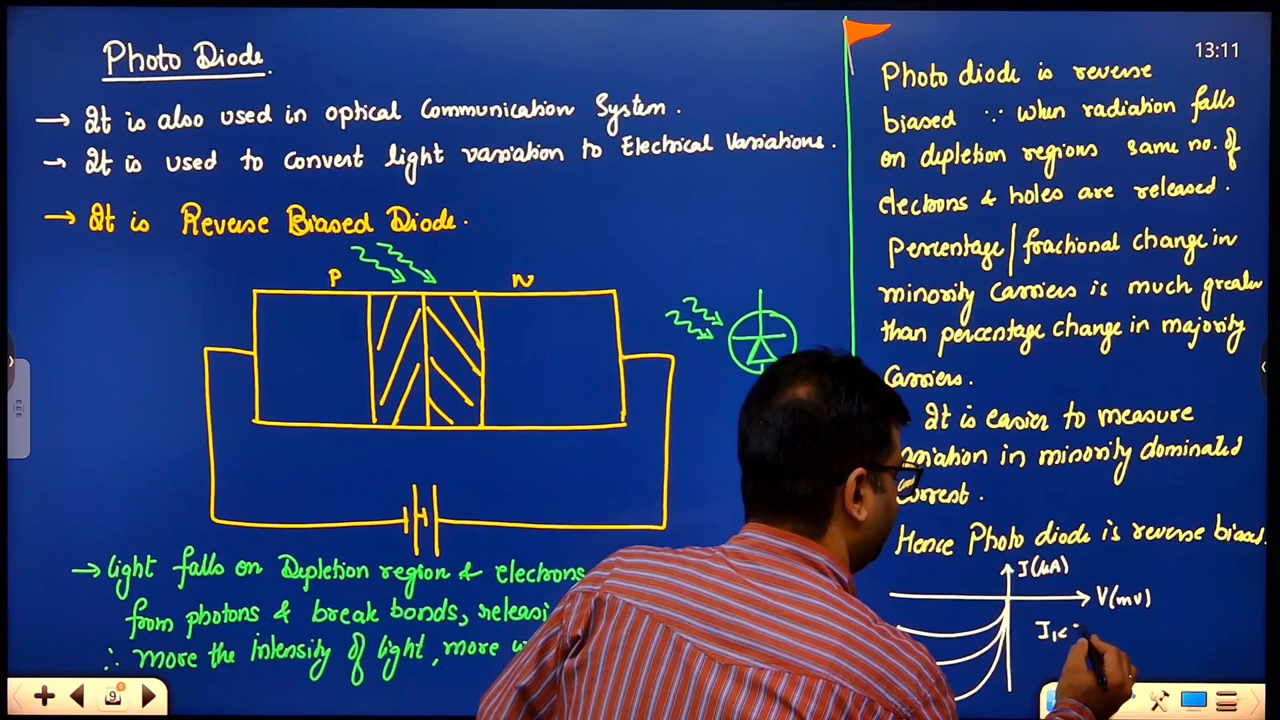 Photo Diode.
→ It is also used in optical Communication System.
→ It is used to convert light variation to Electrical Variations.
→ It is Reverse Biased Diode.
P N
→ light falls on Depletion region & electrons
from photons & break bonds,
∴ more the intensity of light, more
13:11
Photo diode is reverse
biased ∵ when radiation falls
on depletion regions same no. of
electrons & holes are released.
Percentage/fractional change in
minority Carriers is much greater
than percentage change in majority
Carriers.
It is easier to measure
in minority dominated
Current.
Hence Photo diode is reverse biased.
I(μA)
V(mv)
I₁<
9